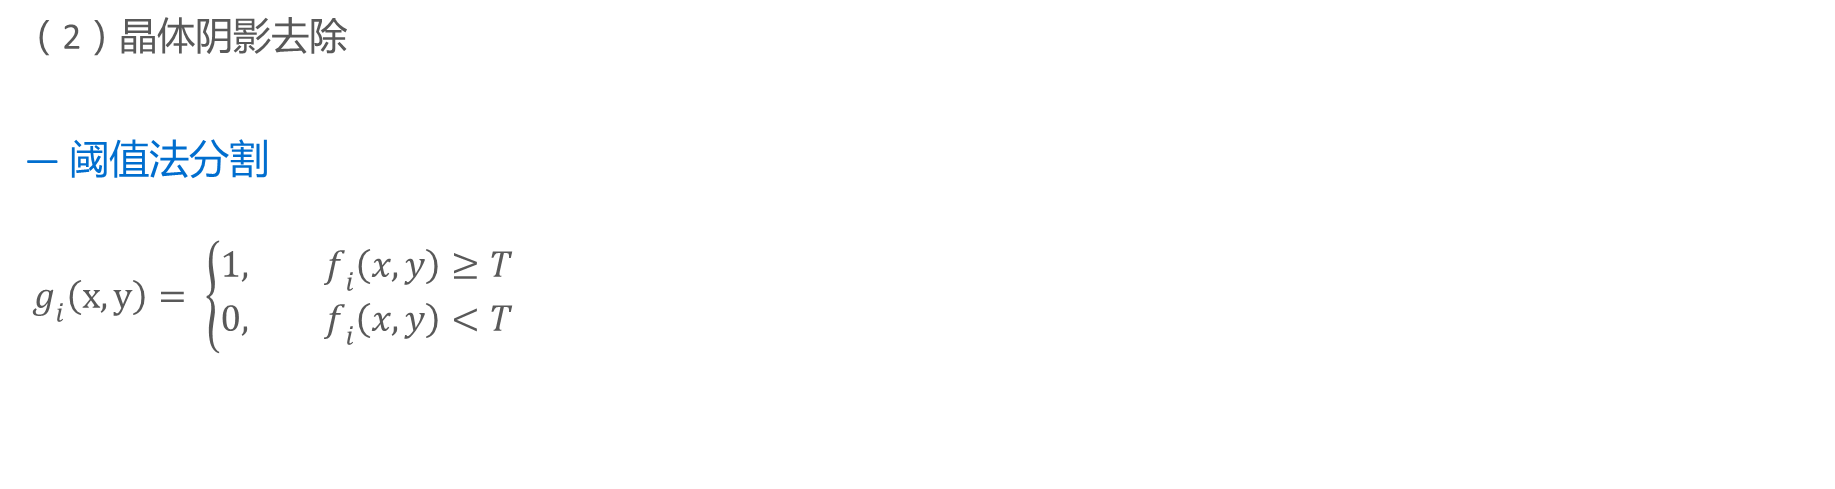 （2）晶体阴影去除
— 阈值法分割
g_i(x,y) = {1, f_i(x,y) ≥ T
0, f_i(x,y) < T